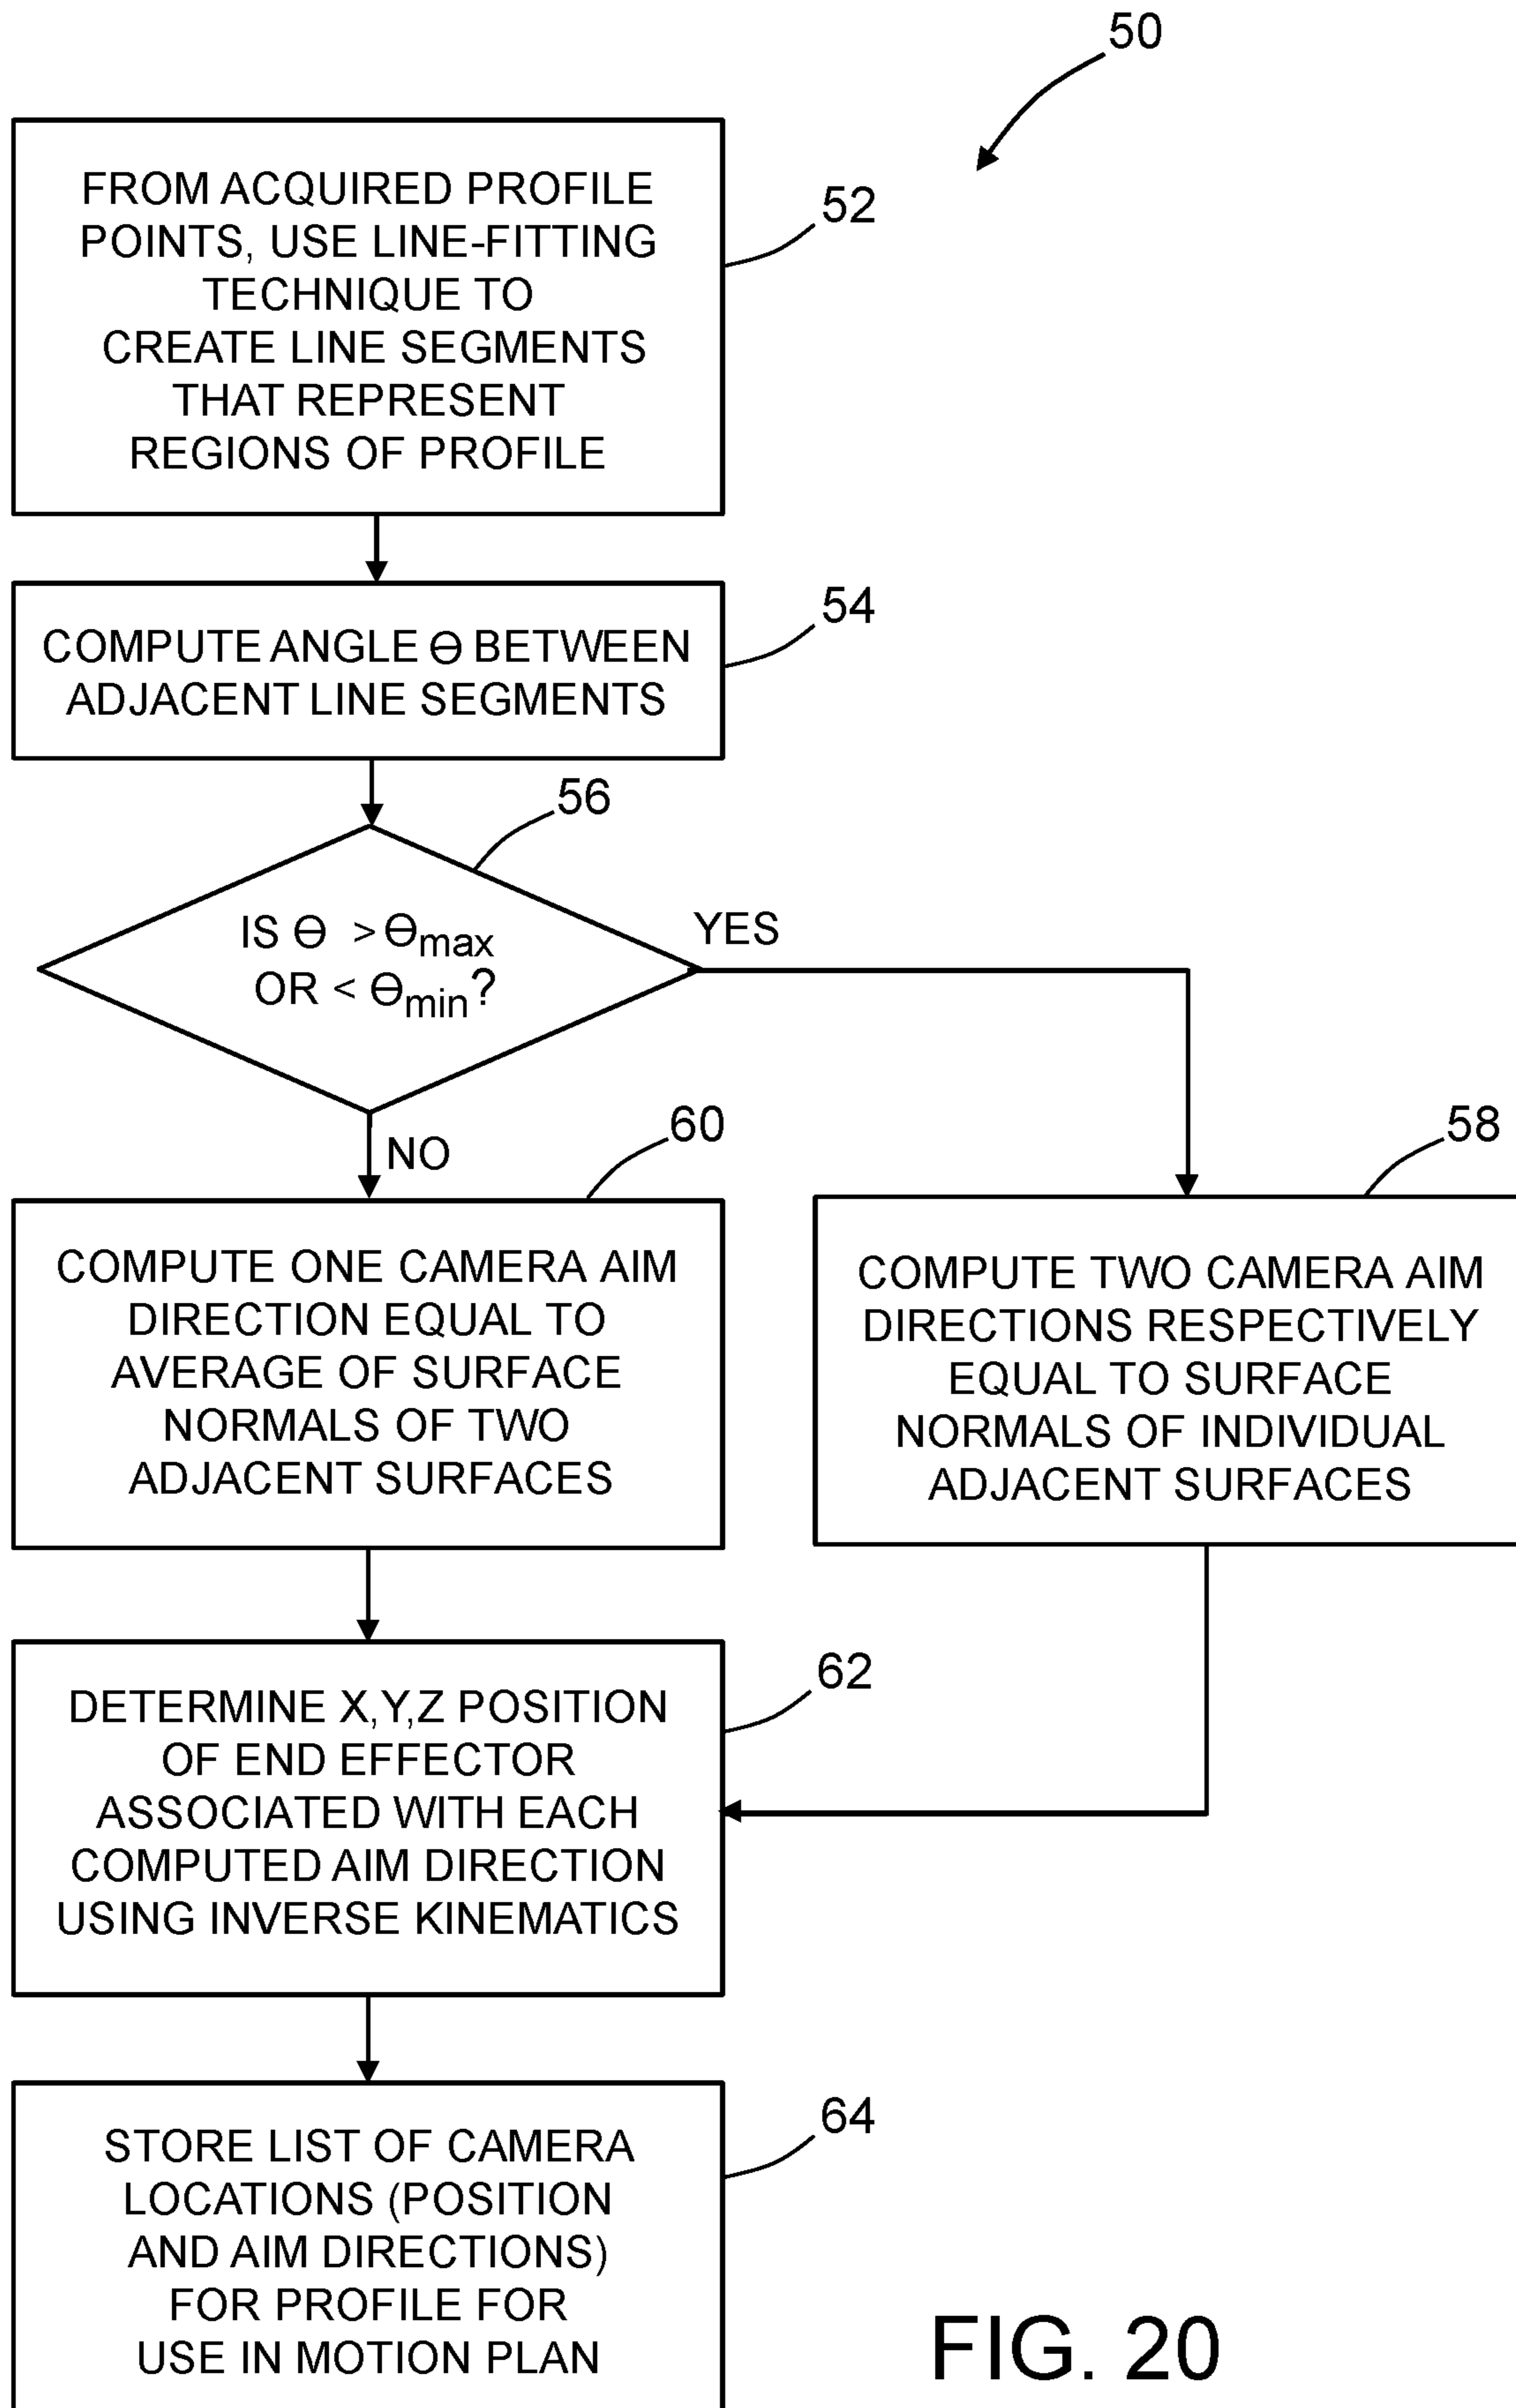 50
FROM ACQUIRED PROFILE
POINTS, USE LINE-FITTING
TECHNIQUE TO
CREATE LINE SEGMENTS
THAT REPRESENT
REGIONS OF PROFILE
52
COMPUTE ANGLE Θ BETWEEN
ADJACENT LINE SEGMENTS
54
56
IS Θ > Θmax
OR < Θmin?
YES
NO
60
COMPUTE ONE CAMERA AIM
DIRECTION EQUAL TO
AVERAGE OF SURFACE
NORMALS OF TWO
ADJACENT SURFACES
58
COMPUTE TWO CAMERA AIM
DIRECTIONS RESPECTIVELY
EQUAL TO SURFACE
NORMALS OF INDIVIDUAL
ADJACENT SURFACES
62
DETERMINE X,Y,Z POSITION
OF END EFFECTOR
ASSOCIATED WITH EACH
COMPUTED AIM DIRECTION
USING INVERSE KINEMATICS
64
STORE LIST OF CAMERA
LOCATIONS (POSITION
AND AIM DIRECTIONS)
FOR PROFILE FOR
USE IN MOTION PLAN
FIG. 20